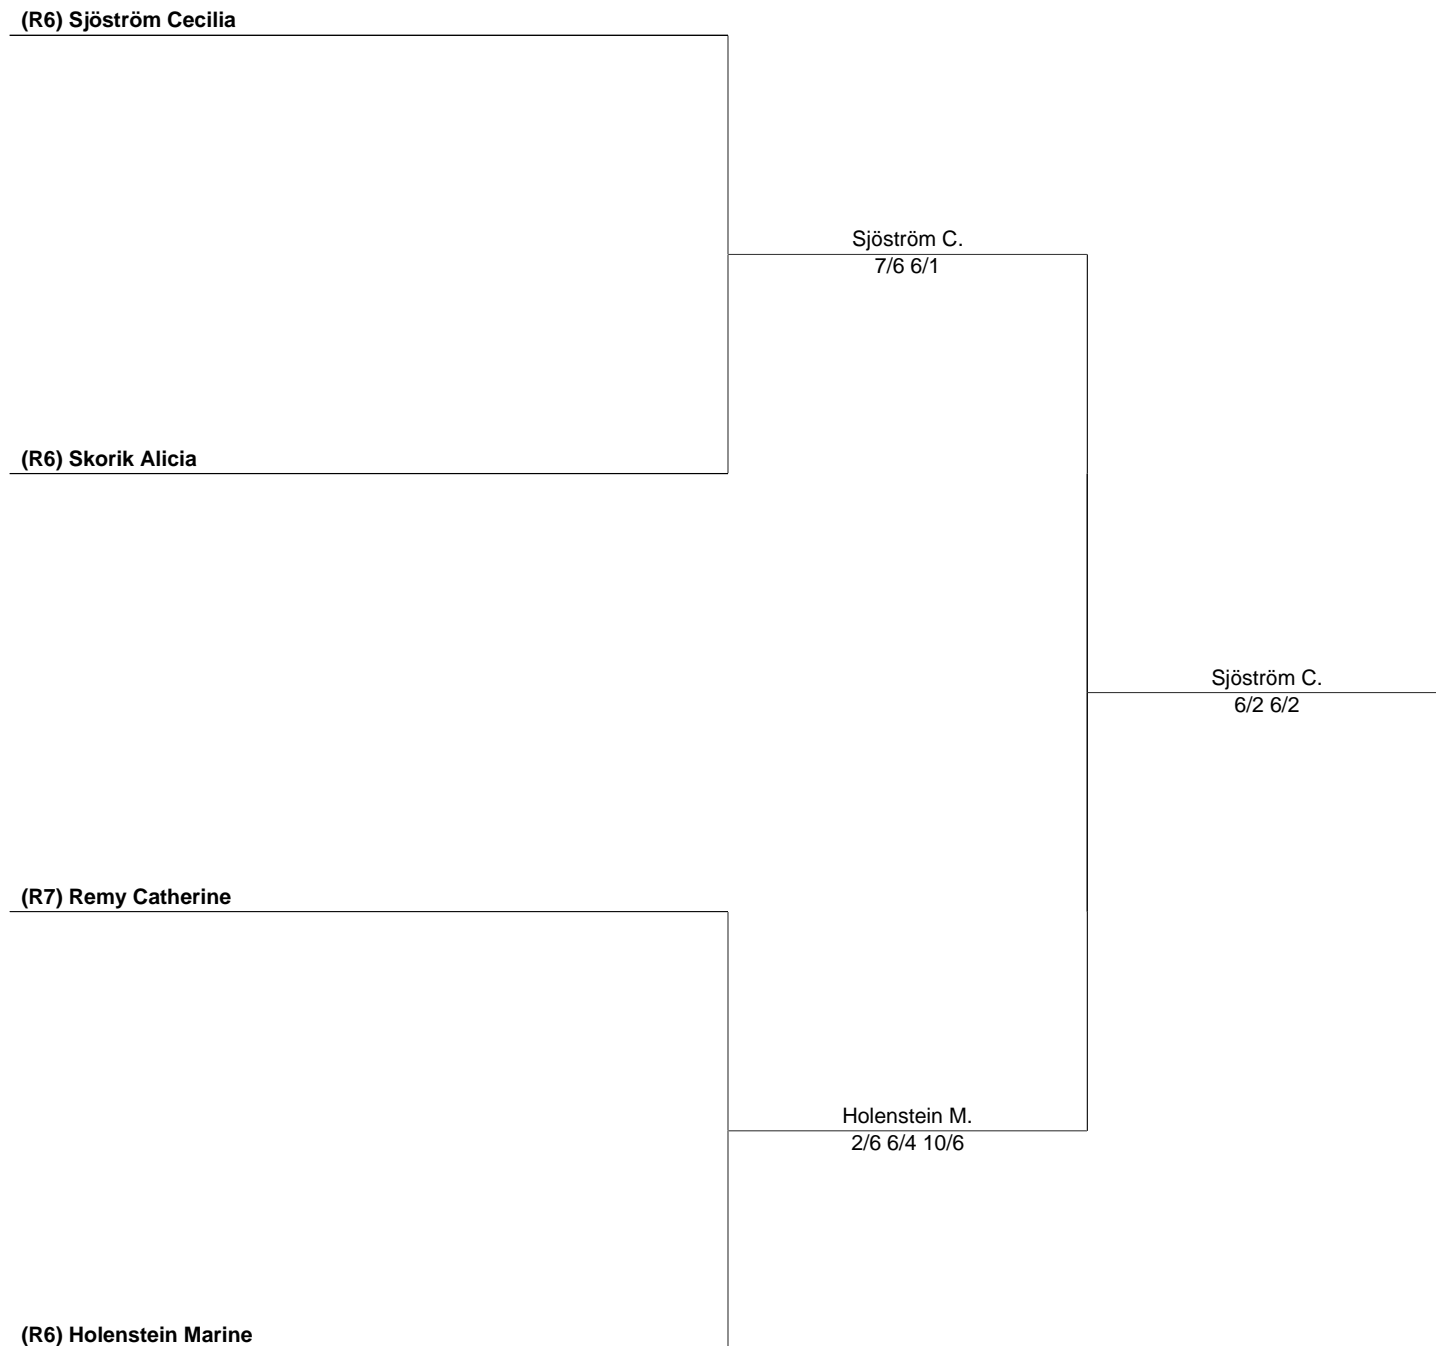 (R6) Sjöström Cecilia
Sjöström C.
7/6 6/1
(R6) Skorik Alicia
Sjöström C.
6/2 6/2
(R7) Remy Catherine
Holenstein M.
2/6 6/4 10/6
(R6) Holenstein Marine